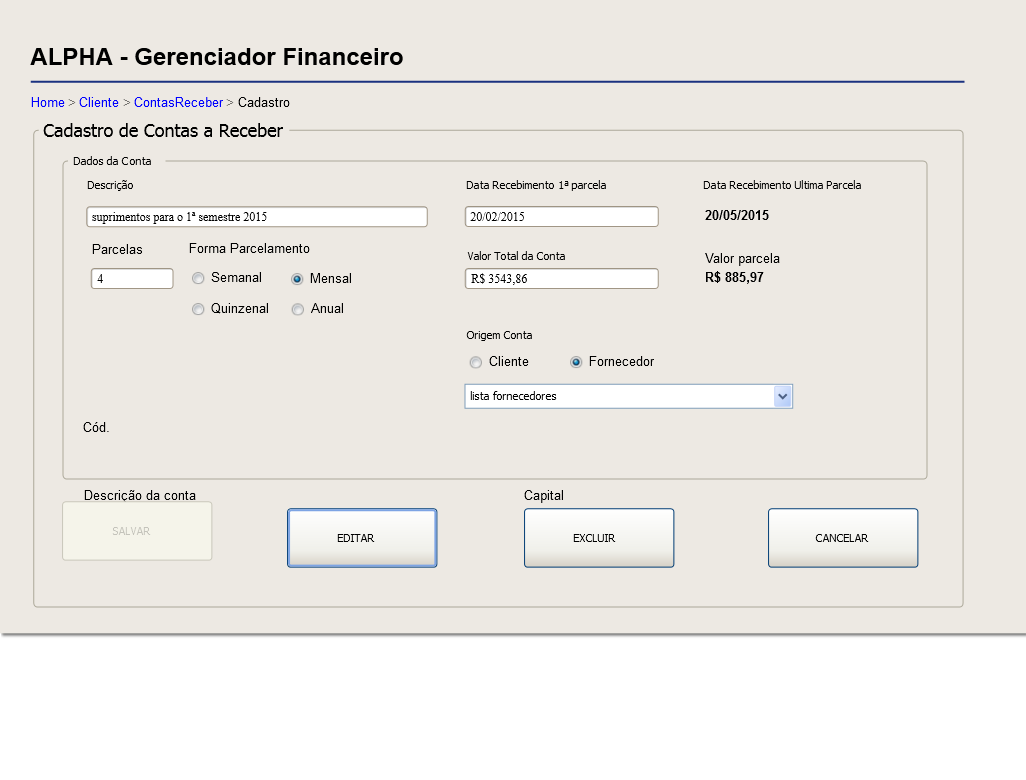 ALPHA - Gerenciador Financeiro
Home > Cliente > ContasReceber > Cadastro
Cadastro de Contas a Receber
Dados da Conta
Descrição
Data Recebimento 1ª parcela
Data Recebimento Ultima Parcela
suprimentos para o 1ª semestre 2015
20/02/2015
20/05/2015
Parcelas
Forma Parcelamento
Valor Total da Conta
Valor parcela
4
Semanal
Mensal
R$ 3543,86
R$ 885,97
Quinzenal
Anual
Origem Conta
Cliente
Fornecedor
lista fornecedores
Cód.
Descrição da conta
Capital
SALVAR
EDITAR
EXCLUIR
CANCELAR